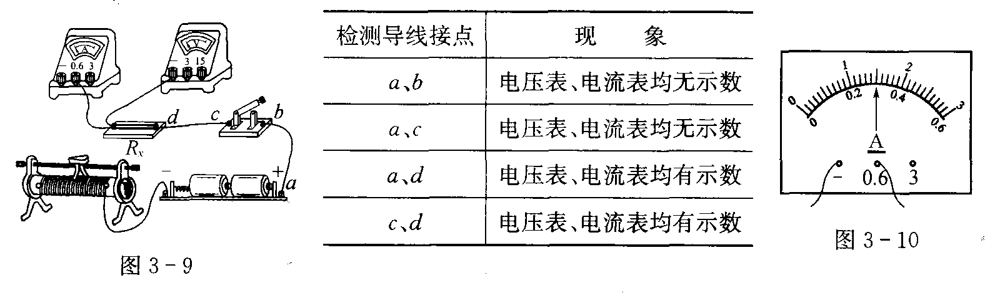 A
- 0.6 3
V
- 3 15
d
c
b
Rx
-
+
a
图 3-9
检测导线接点 现 象
a、b 电压表、电流表均无示数
a、c 电压表、电流表均无示数
a、d 电压表、电流表均有示数
c、d 电压表、电流表均有示数
0 1 2 3
0 0.2 0.4 0.6
A
- 0.6 3
图 3-10